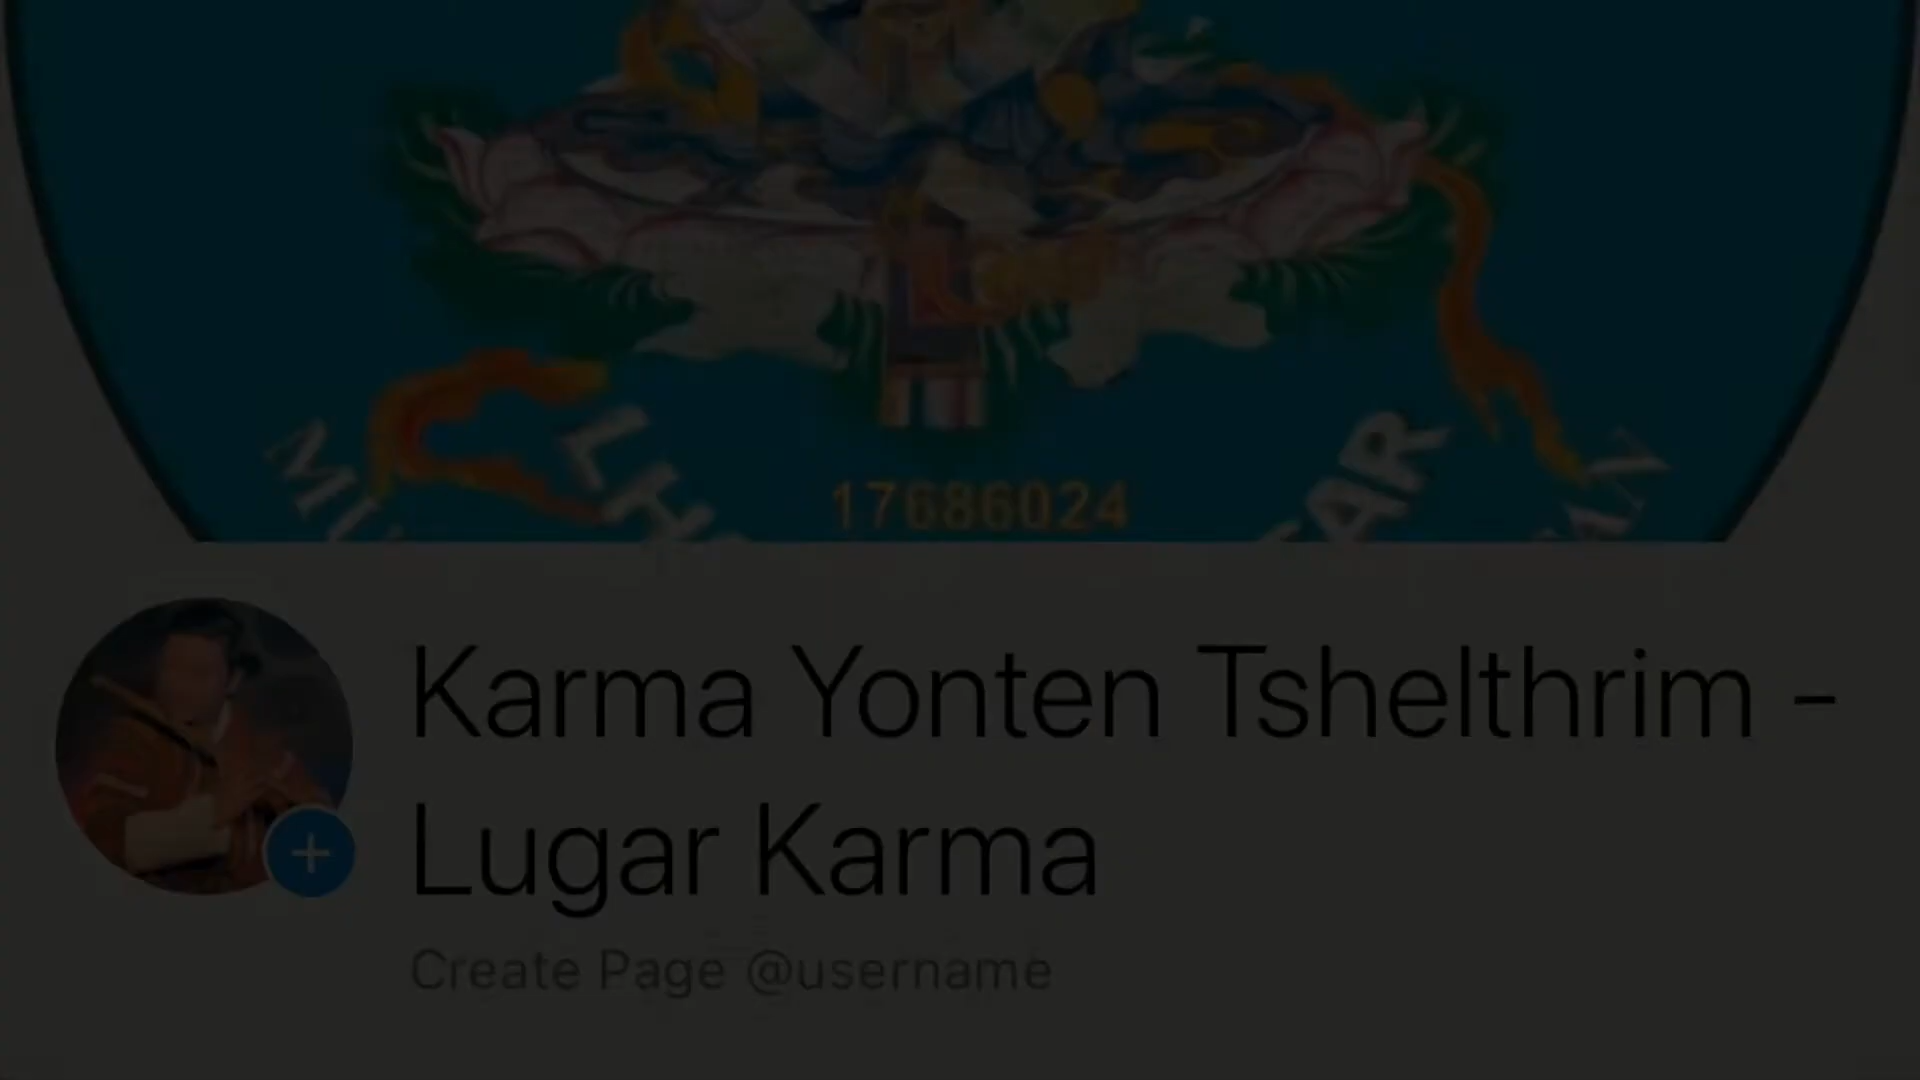 17686024
Karma Yonten Tshelthrim -
Lugar Karma
Create Page @username